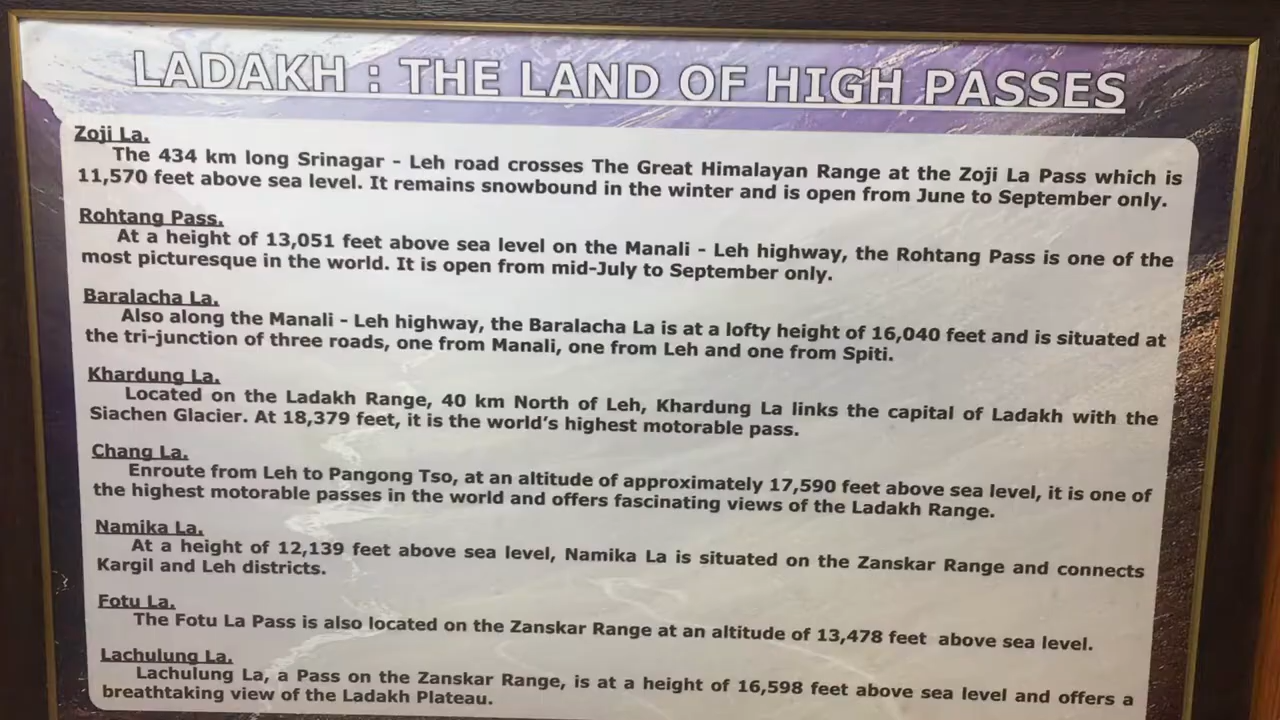 LADAKH : THE LAND OF HIGH PASSES
Zoji La.
The 434 km long Srinagar - Leh road crosses The Great Himalayan Range at the Zoji La Pass which is
11,570 feet above sea level. It remains snowbound in the winter and is open from June to September only.
Rohtang Pass.
At a height of 13,051 feet above sea level on the Manali - Leh highway, the Rohtang Pass is one of the
most picturesque in the world. It is open from mid-July to September only.
Baralacha La.
Also along the Manali - Leh highway, the Baralacha La is at a lofty height of 16,040 feet and is situated at
the tri-junction of three roads, one from Manali, one from Leh and one from Spiti.
Khardung La.
Located on the Ladakh Range, 40 km North of Leh, Khardung La links the capital of Ladakh with the
Siachen Glacier. At 18,379 feet, it is the world's highest motorable pass.
Chang La.
Enroute from Leh to Pangong Tso, at an altitude of approximately 17,590 feet above sea level, it is one of
the highest motorable passes in the world and offers fascinating views of the Ladakh Range.
Namika La.
At a height of 12,139 feet above sea level, Namika La is situated on the Zanskar Range and connects
Kargil and Leh districts.
Fotu La.
The Fotu La Pass is also located on the Zanskar Range at an altitude of 13,478 feet above sea level.
Lachulung La.
Lachulung La, a Pass on the Zanskar Range, is at a height of 16,598 feet above sea level and offers a
breathtaking view of the Ladakh Plateau.